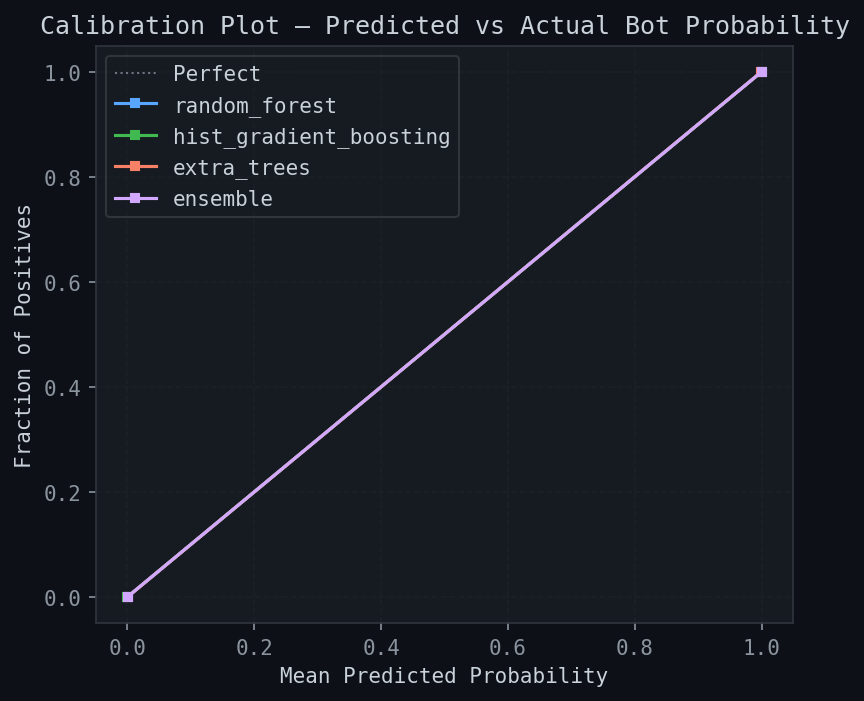 Calibration Plot — Predicted vs Actual Bot Probability
Perfect
random_forest
hist_gradient_boosting
extra_trees
ensemble
1.0
0.8
0.6
0.4
0.2
0.0
Fraction of Positives
0.0 0.2 0.4 0.6 0.8 1.0
Mean Predicted Probability